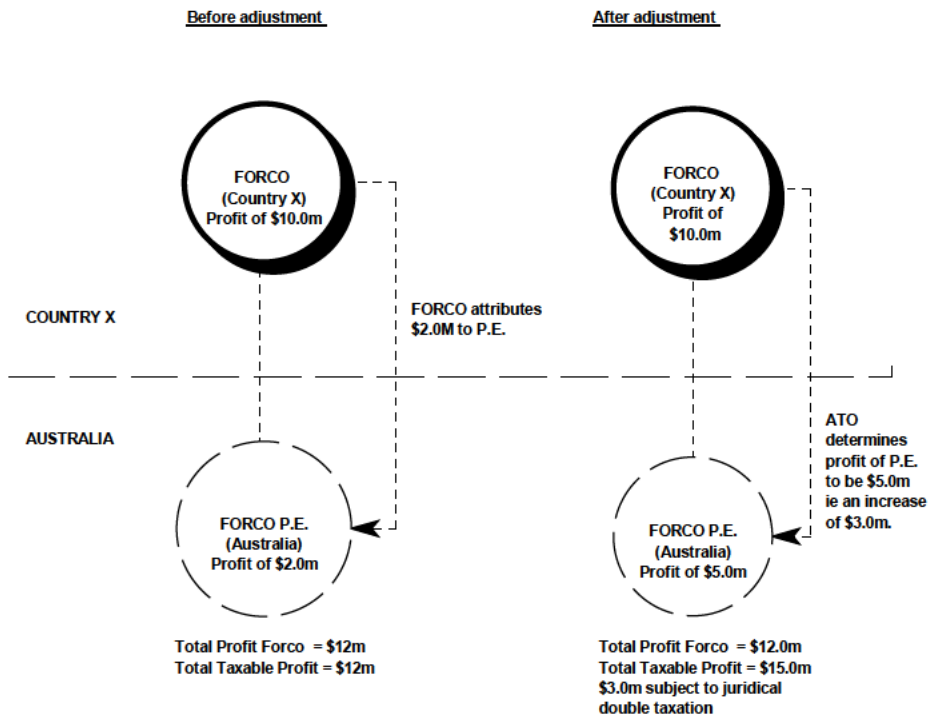 Before adjustment
FORCO
(Country X)
Profit of $10.0m
FORCO attributes
$2.0M to P.E.
COUNTRY X
AUSTRALIA
FORCO P.E.
(Australia)
Profit of $2.0m
Total Profit Forco = $12m
Total Taxable Profit = $12m
After adjustment
FORCO
(Country X)
Profit of
$10.0m
ATO
determines
profit of P.E.
to be $5.0m
ie an increase
of $3.0m.
FORCO P.E.
(Australia)
Profit of $5.0m
Total Profit Forco = $12.0m
Total Taxable Profit = $15.0m
$3.0m subject to juridical
double taxation